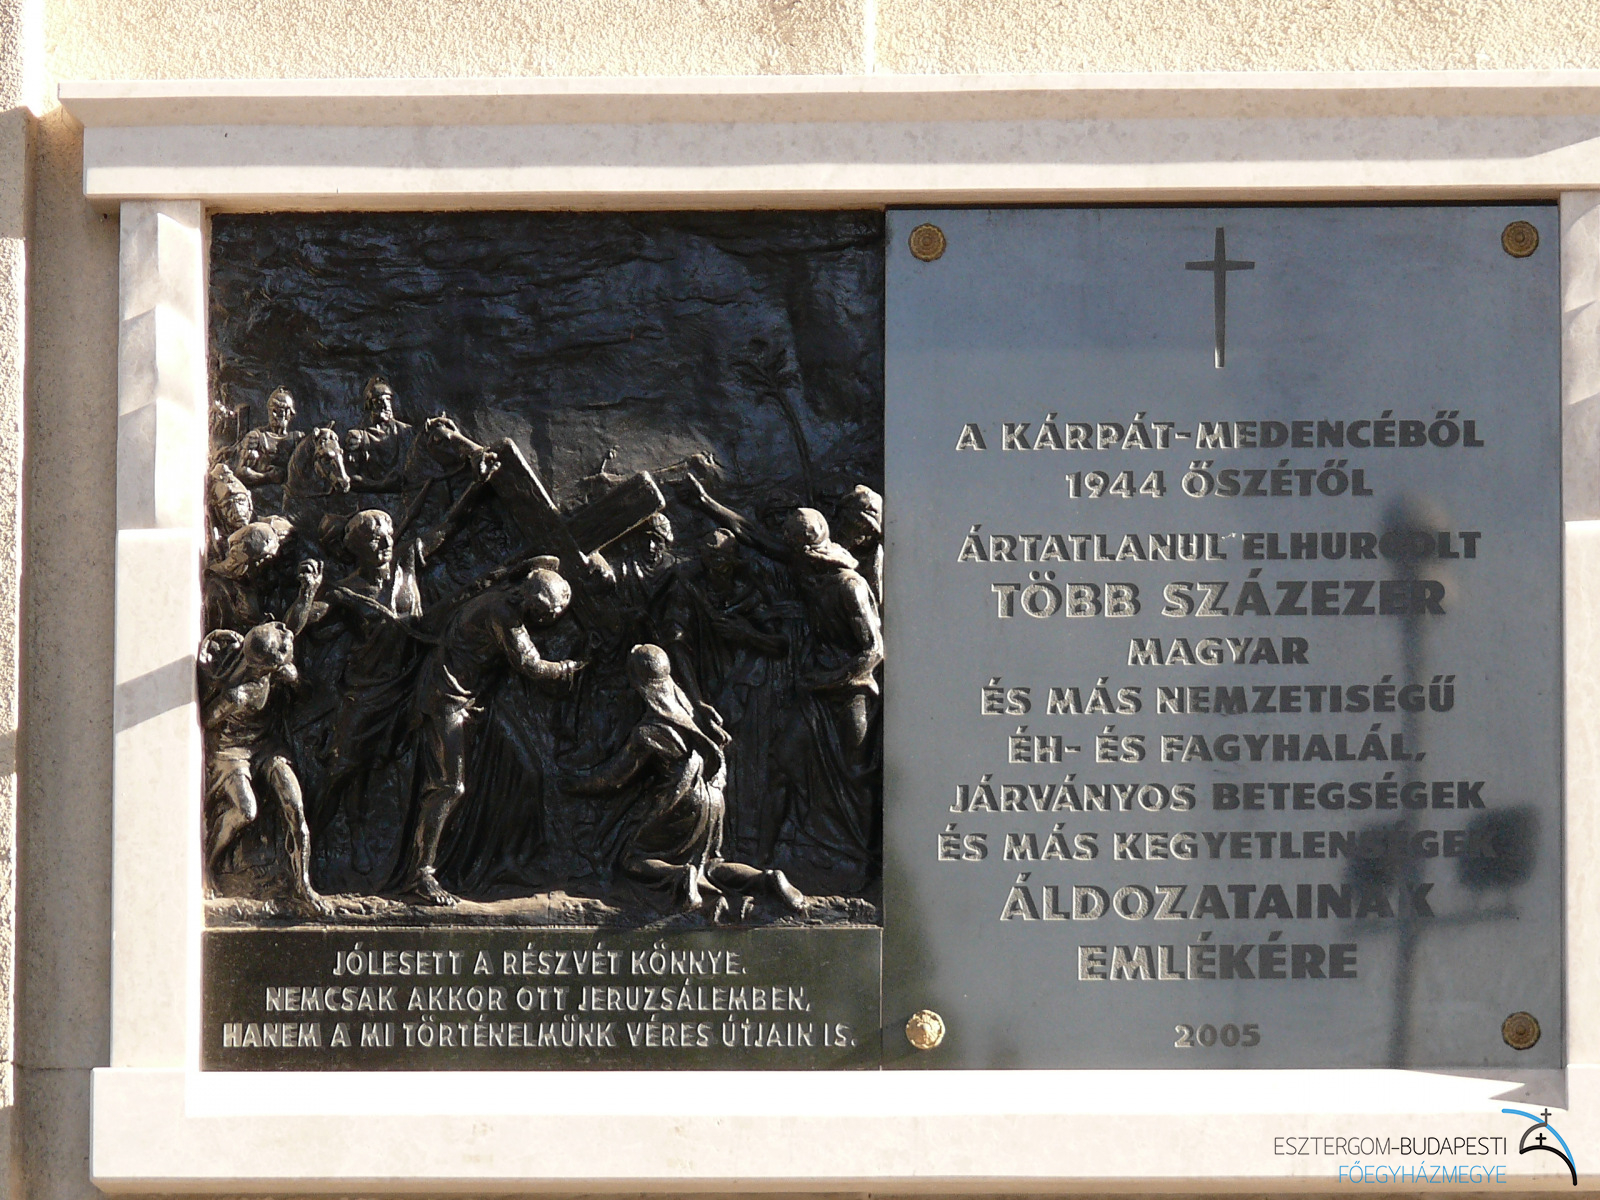 JÓLESETT A RÉSZVÉT KÖNNYE.
NEMCSAK AKKOR OTT JERUZSÁLEMBEN,
HANEM A MI TÖRTÉNELMÜNK VÉRES ÚTJAIN IS.
A KÁRPÁT-MEDENCÉBŐL
1944 ŐSZÉTŐL
ÁRTATLANUL ELHURCOLT
TÖBB SZÁZEZER
MAGYAR
ÉS MÁS NEMZETISÉGŰ
ÉH- ÉS FAGYHALÁL,
JÁRVÁNYOS BETEGSÉGEK
ÉS MÁS KEGYETLENSÉGEK
ÁLDOZATAINAK
EMLÉKÉRE
2005
ESZTERGOM-BUDAPESTI
FŐEGYHÁZMEGYE